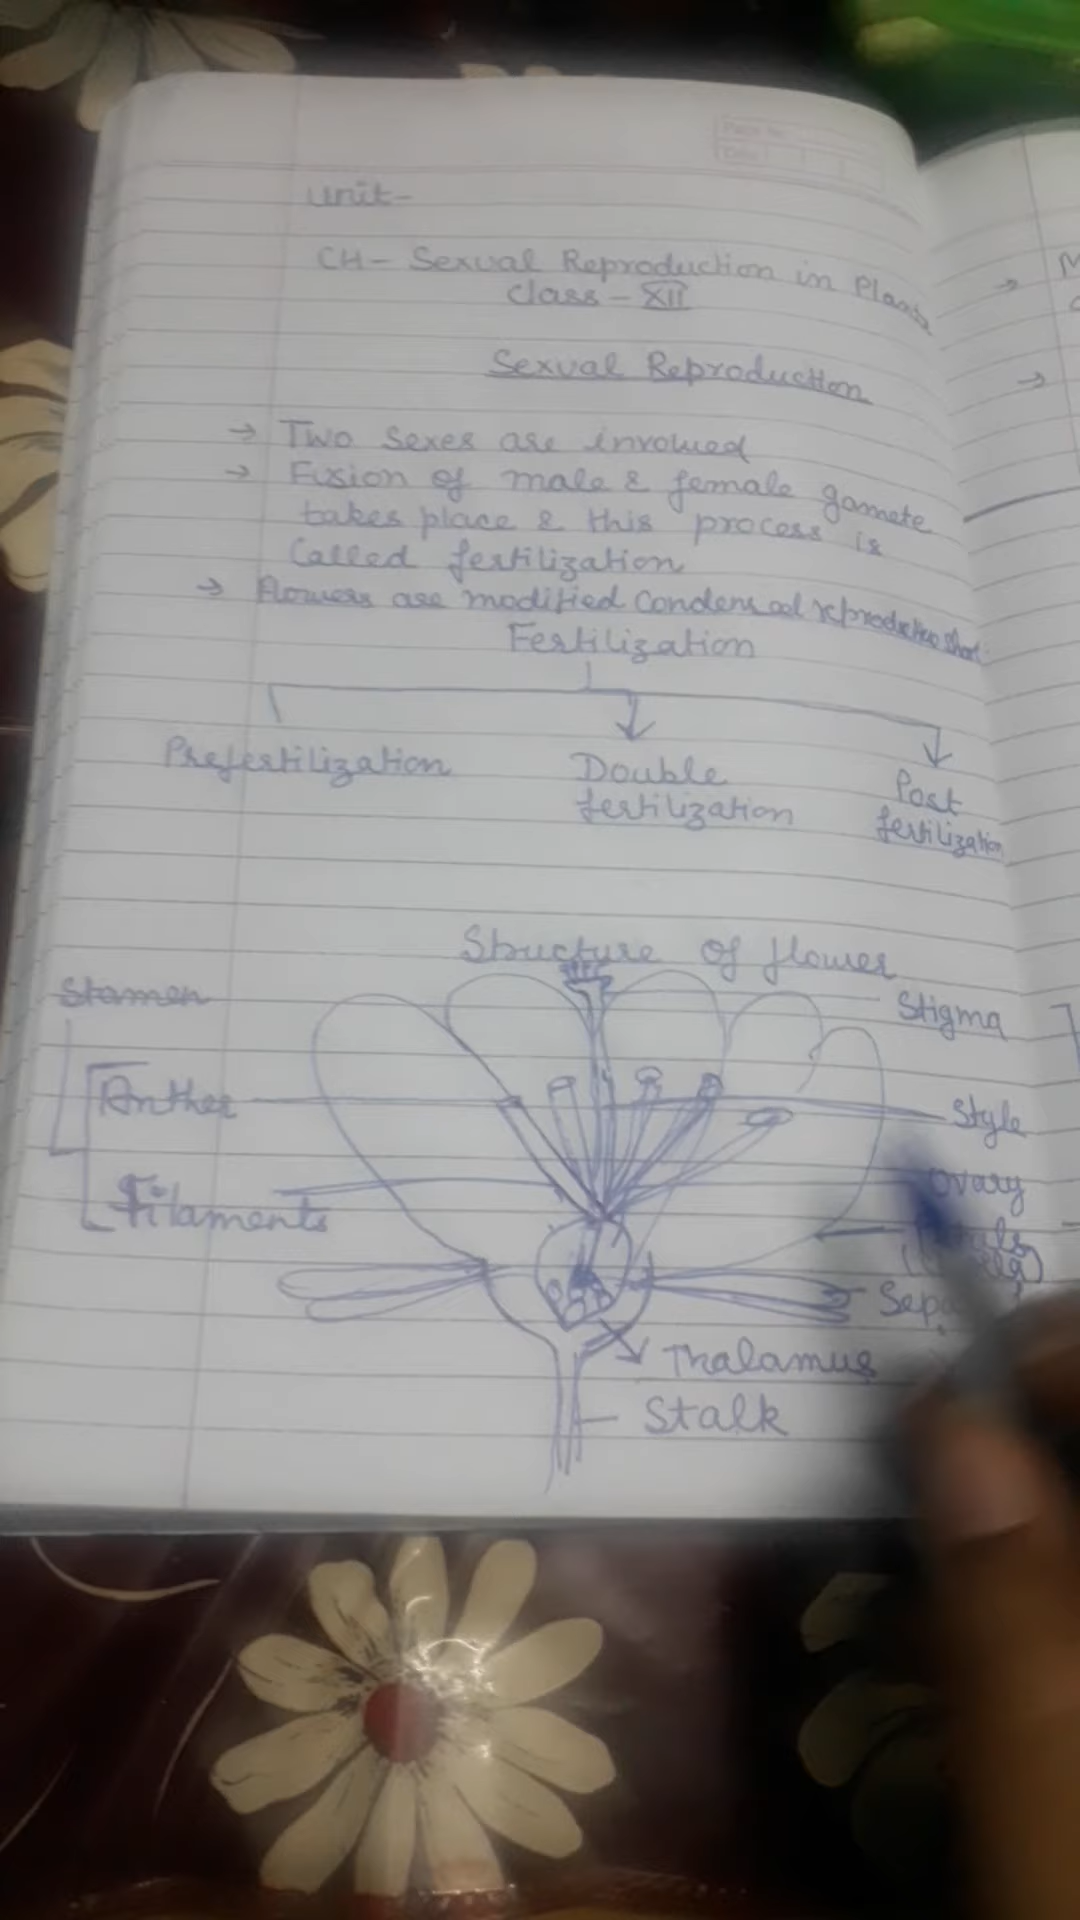 Unit-
CH- Sexual Reproduction in Plants
Class - XII
Sexual Reproduction
→ Two sexes are involved
→ Fusion of male & female gamete
takes place & this process is
Called fertilization
→ Flowers are modified Condensed reproductive shoot.
Fertilization
Prefertilization
Double
fertilization
Post
fertilization
Structure of flower
Stamen
Stigma
Anther
Style
Ovary
Filaments
Thalamus
Stalk